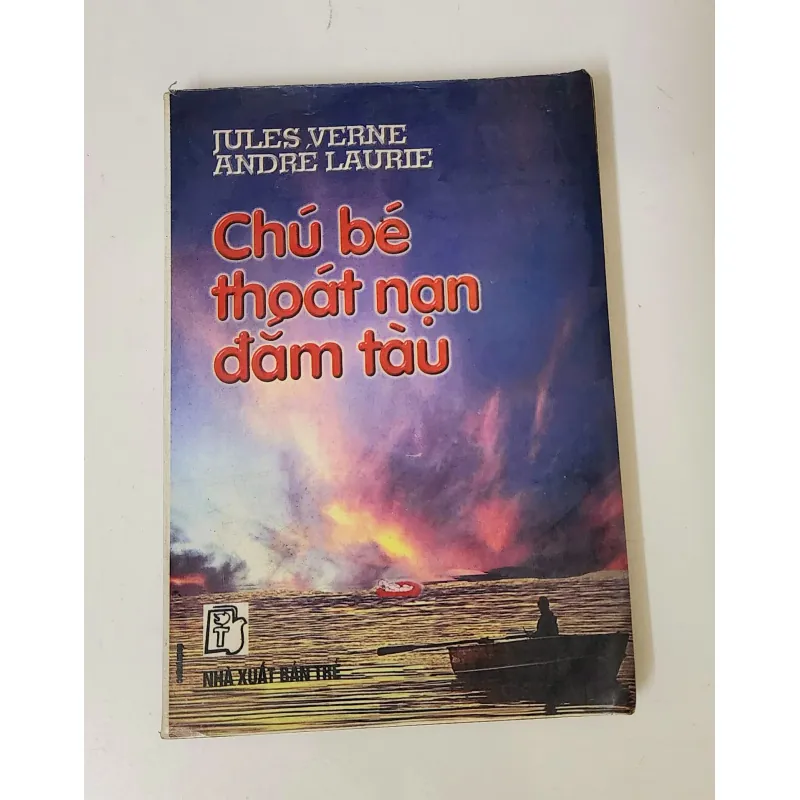 JULES VERNE
ANDRÉ LAURIE
Chú bé
thoát nạn
đắm tàu
NHÀ XUẤT BẢN TRẺ